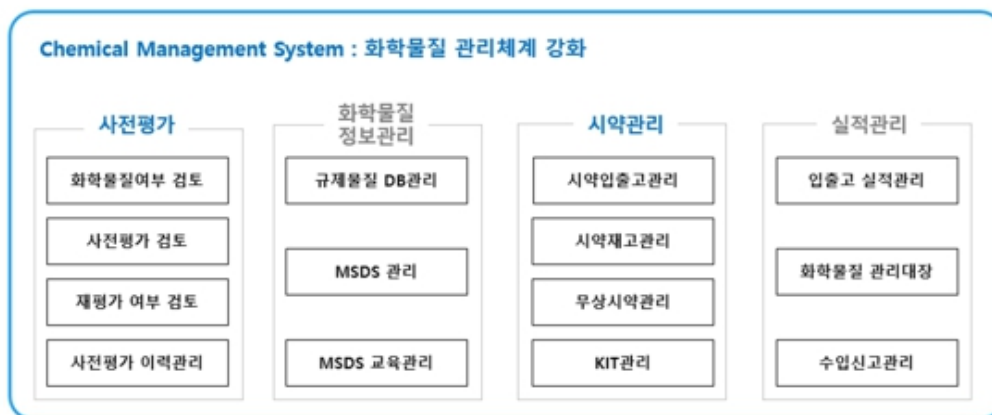 Chemical Management System : 화학물질 관리체계 강화
사전평가
화학물질여부 검토
사전평가 검토
재평가 여부 검토
사전평가 이력관리
화학물질
정보관리
규제물질 DB관리
MSDS 관리
MSDS 교육관리
시약관리
시약입출고관리
시약재고관리
무상시약관리
KIT관리
실적관리
입출고 실적관리
화학물질 관리대장
수입신고관리